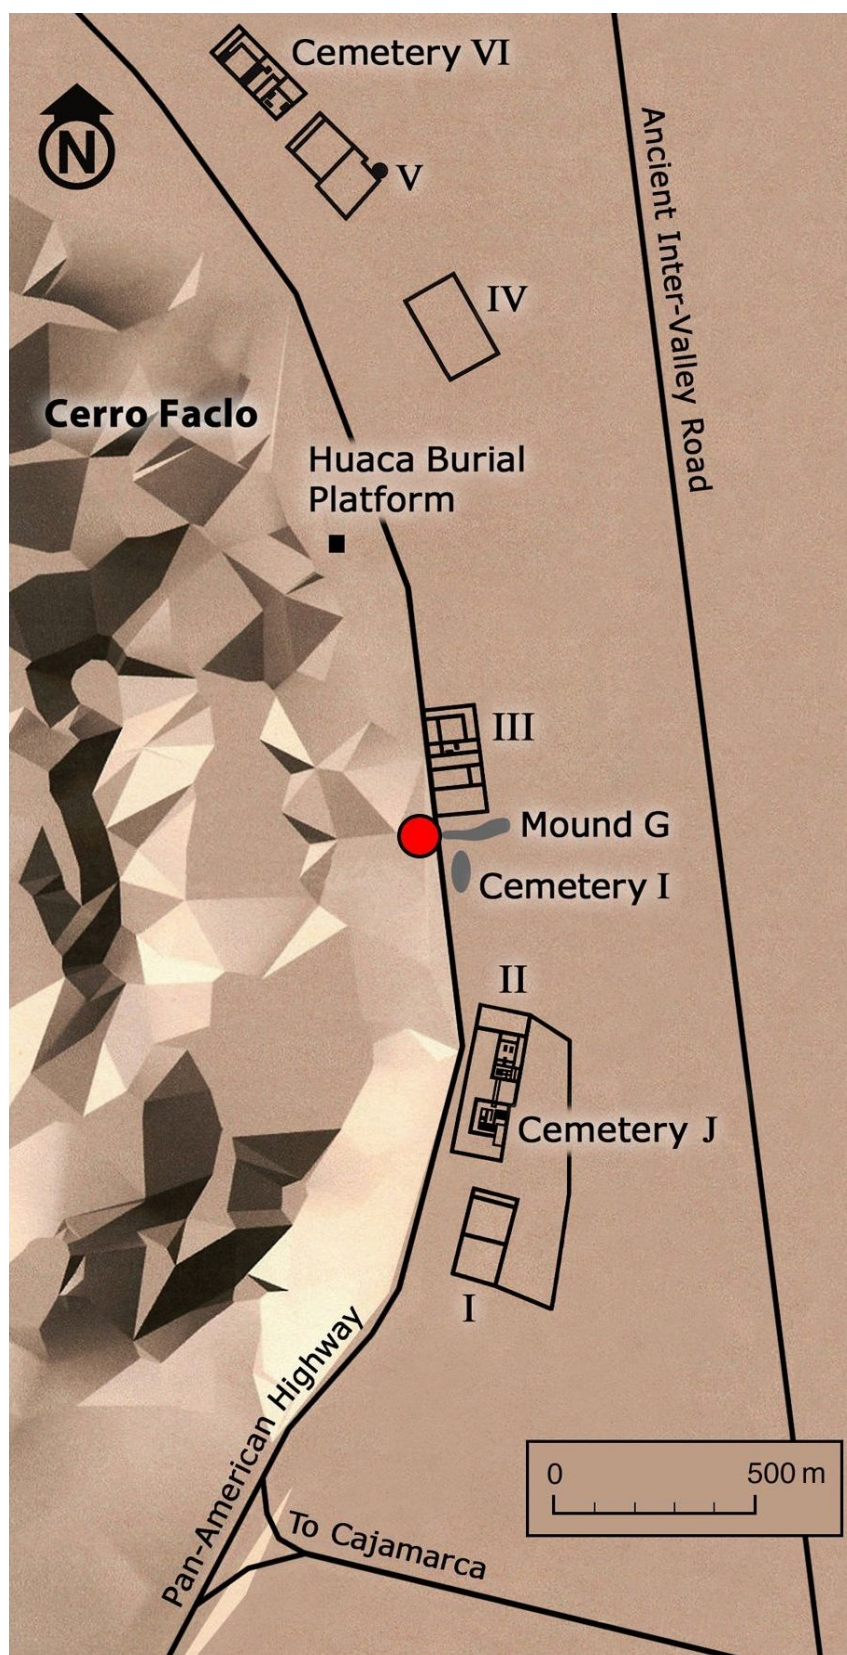 Cemetery VI
N
V
Ancient Inter-Valley Road
IV
Cerro Faclo
Huaca Burial
Platform
III
Mound G
Cemetery I
II
Cemetery J
I
Pan-American Highway
0 500 m
To Cajamarca